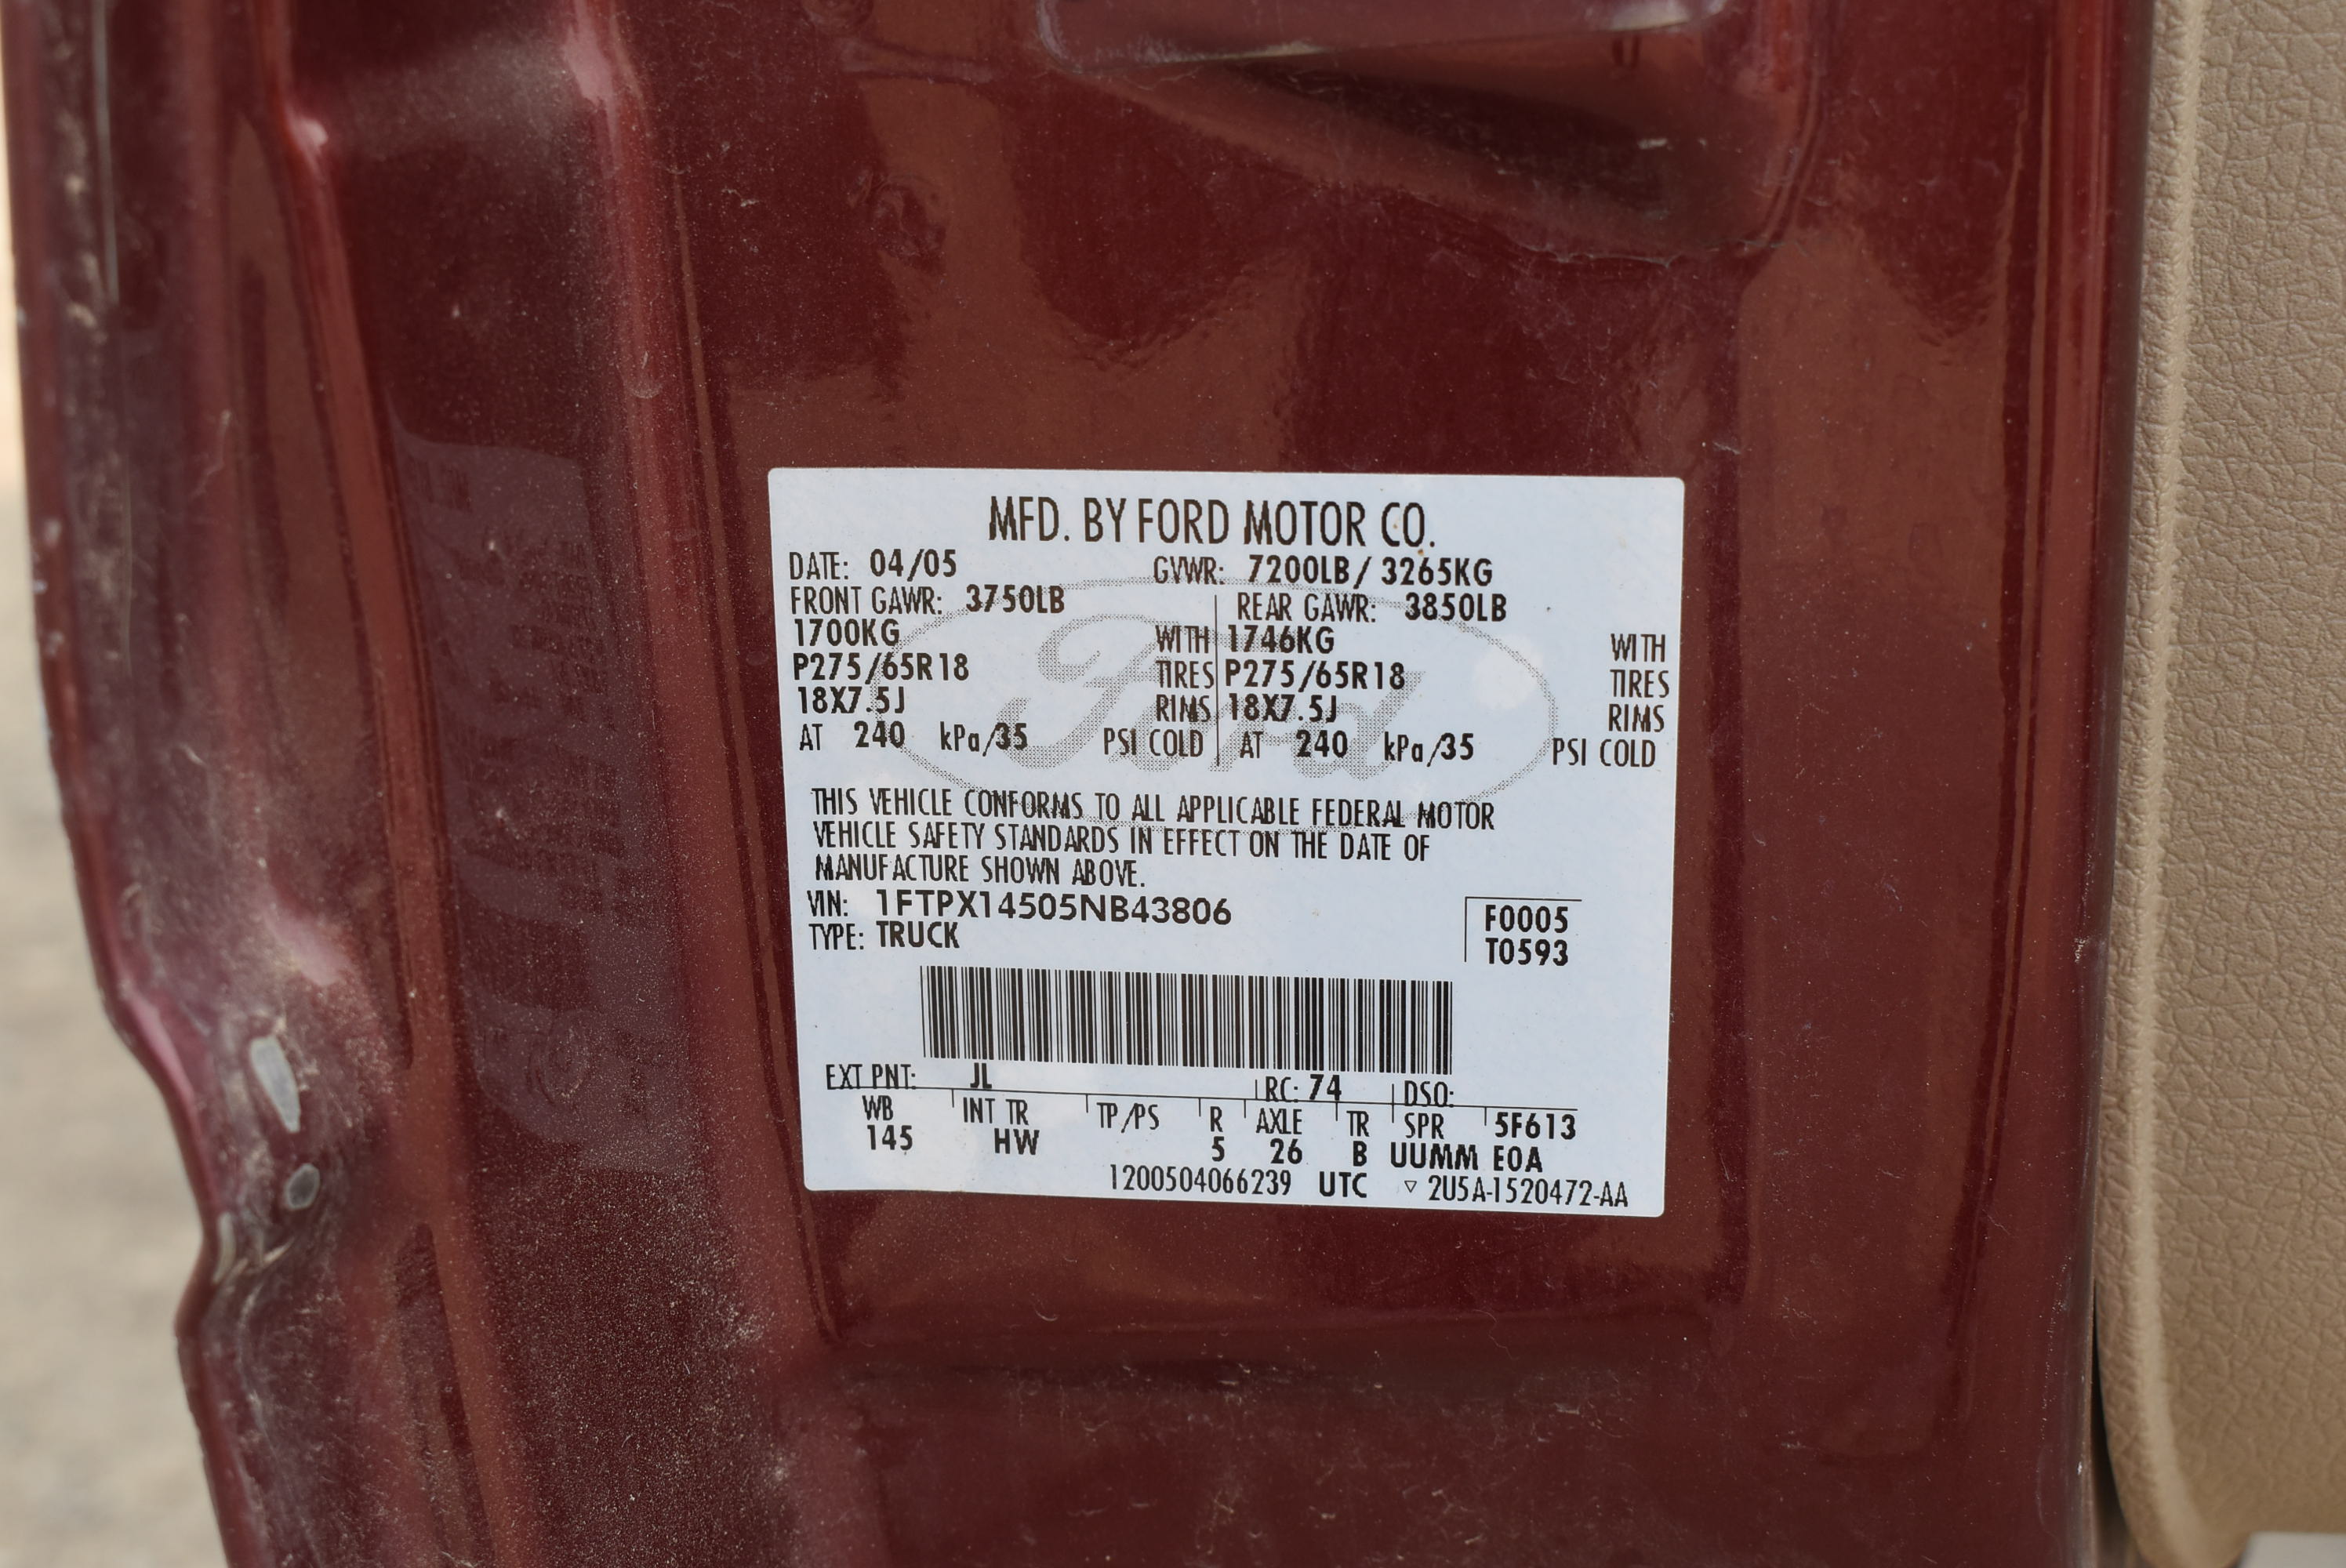 MFD. BY FORD MOTOR CO.
DATE: 04/05 GVWR: 7200LB/ 3265KG
FRONT GAWR: 3750LB REAR GAWR: 3850LB
1700KG WITH 1746KG WITH
P275/65R18 TIRES P275/65R18 TIRES
18X7.5J RIMS 18X7.5J RIMS
AT 240 kPa/35 PSI COLD AT 240 kPa/35 PSI COLD
Ford
THIS VEHICLE CONFORMS TO ALL APPLICABLE FEDERAL MOTOR
VEHICLE SAFETY STANDARDS IN EFFECT ON THE DATE OF
MANUFACTURE SHOWN ABOVE.
VIN: 1FTPX14505NB43806 F0005
TYPE: TRUCK T0593
EXT PNT: JL RC: 74 DSO:
WB INT TR TP/PS R AXLE TR SPR 5F613
145 HW 5 26 B UUMM E0A
1200504066239 UTC ▽ 2U5A-1520472-AA